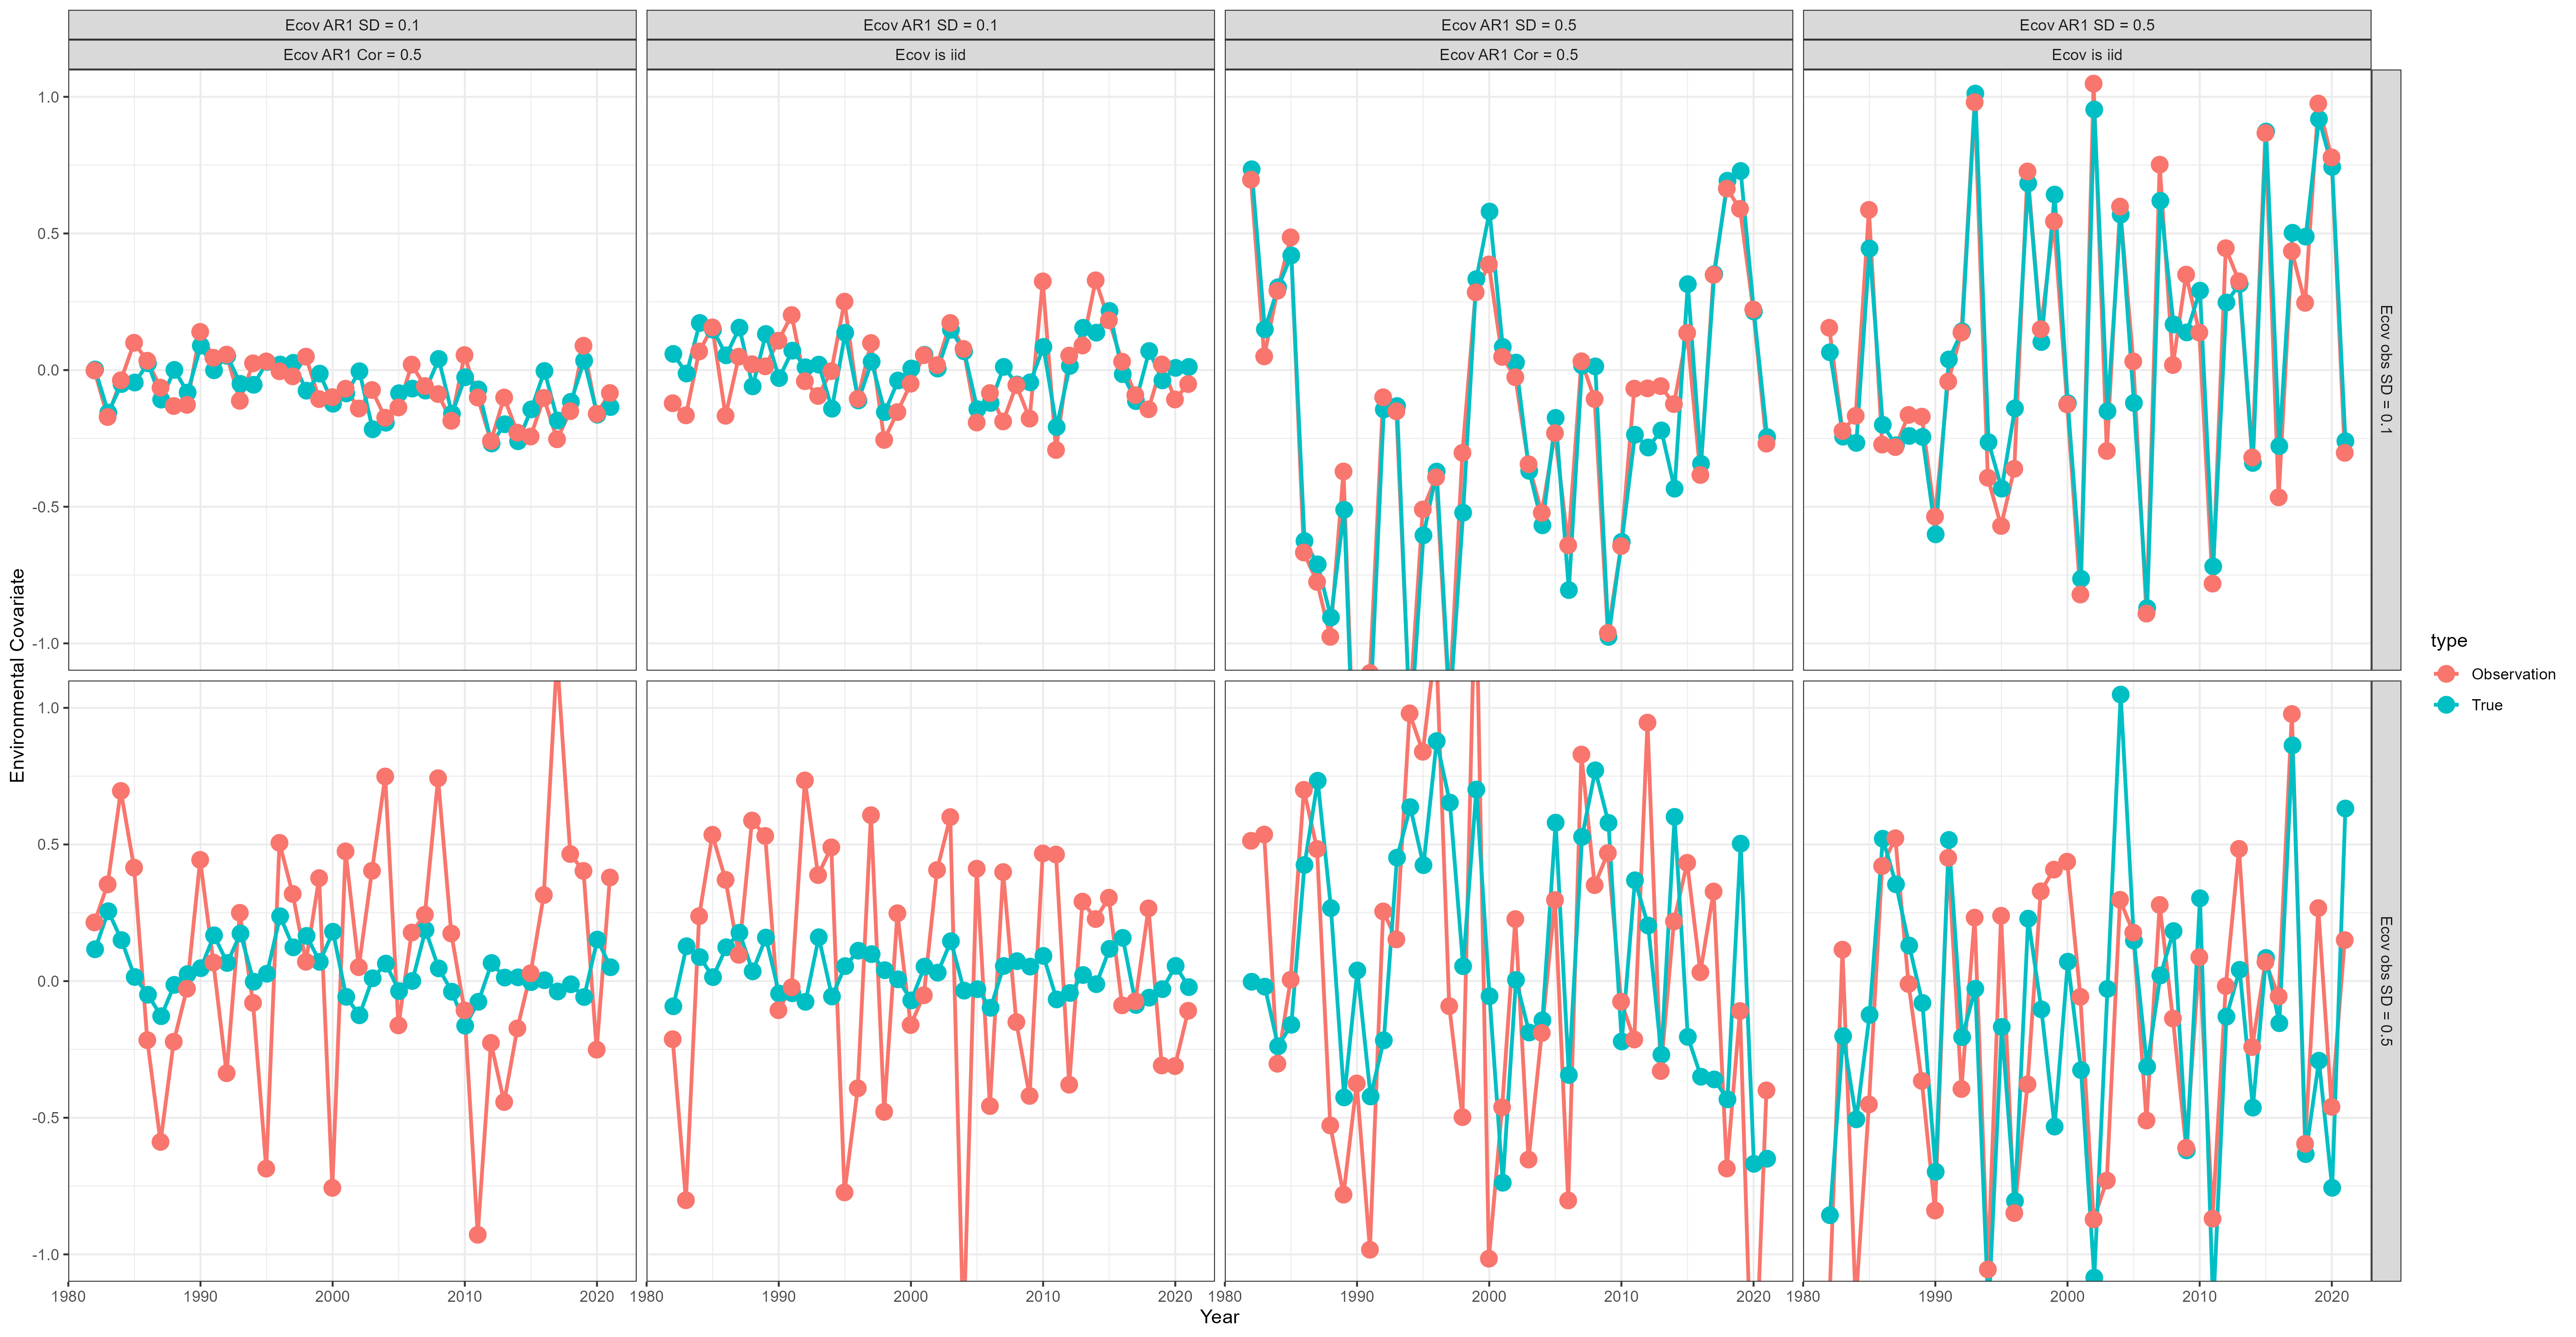 Ecov AR1 SD = 0.1
Ecov AR1 SD = 0.1
Ecov AR1 SD = 0.5
Ecov AR1 SD = 0.5
Ecov AR1 Cor = 0.5
Ecov is iid
Ecov AR1 Cor = 0.5
Ecov is iid
1.0
0.5
0.0
-0.5
-1.0
Ecov obs SD = 0.1
1.0
0.5
0.0
-0.5
-1.0
Ecov obs SD = 0.5
Environmental Covariate
1980 1990 2000 2010 2020
1980 1990 2000 2010 2020
1980 1990 2000 2010 2020
1980 1990 2000 2010 2020
Year
type
Observation
True